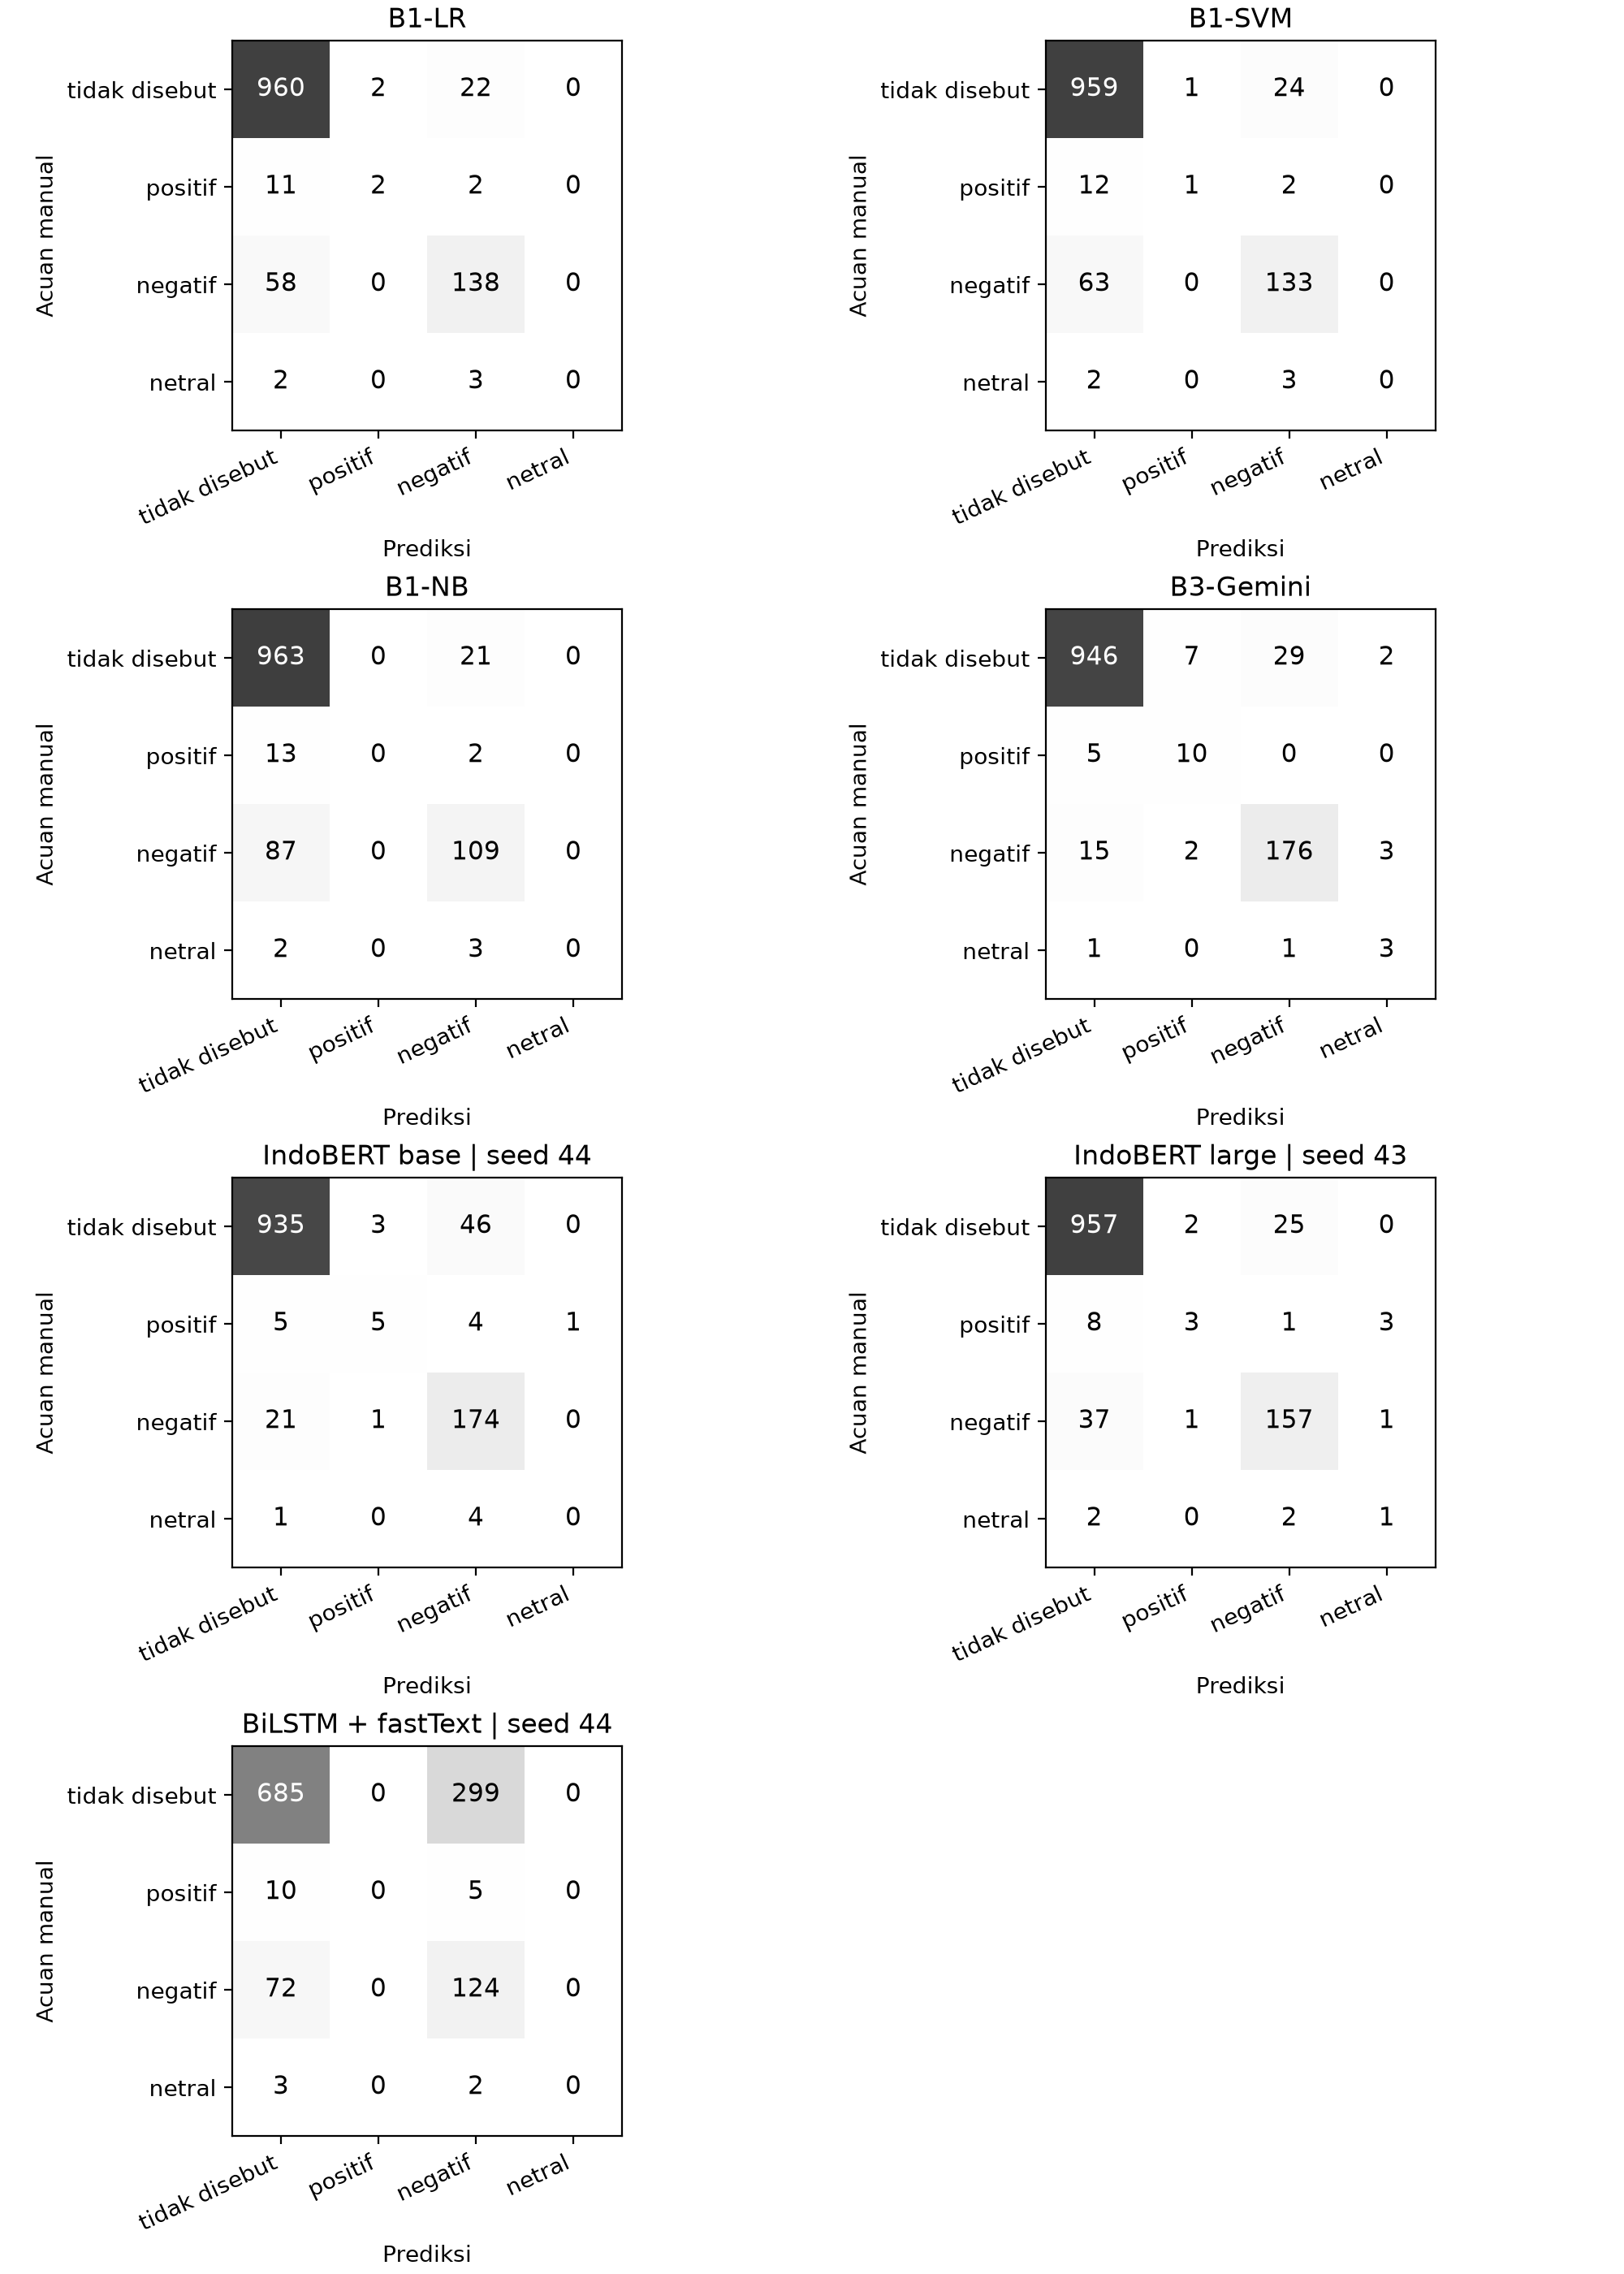 B1-LR
tidak disebut 960 2 22 0
positif 11 2 2 0
negatif 58 0 138 0
netral 2 0 3 0
Acuan manual
tidak disebut positif negatif netral
Prediksi
B1-SVM
tidak disebut 959 1 24 0
positif 12 1 2 0
negatif 63 0 133 0
netral 2 0 3 0
Acuan manual
tidak disebut positif negatif netral
Prediksi
B1-NB
tidak disebut 963 0 21 0
positif 13 0 2 0
negatif 87 0 109 0
netral 2 0 3 0
Acuan manual
tidak disebut positif negatif netral
Prediksi
B3-Gemini
tidak disebut 946 7 29 2
positif 5 10 0 0
negatif 15 2 176 3
netral 1 0 1 3
Acuan manual
tidak disebut positif negatif netral
Prediksi
IndoBERT base | seed 44
tidak disebut 935 3 46 0
positif 5 5 4 1
negatif 21 1 174 0
netral 1 0 4 0
Acuan manual
tidak disebut positif negatif netral
Prediksi
IndoBERT large | seed 43
tidak disebut 957 2 25 0
positif 8 3 1 3
negatif 37 1 157 1
netral 2 0 2 1
Acuan manual
tidak disebut positif negatif netral
Prediksi
BiLSTM + fastText | seed 44
tidak disebut 685 0 299 0
positif 10 0 5 0
negatif 72 0 124 0
netral 3 0 2 0
Acuan manual
tidak disebut positif negatif netral
Prediksi